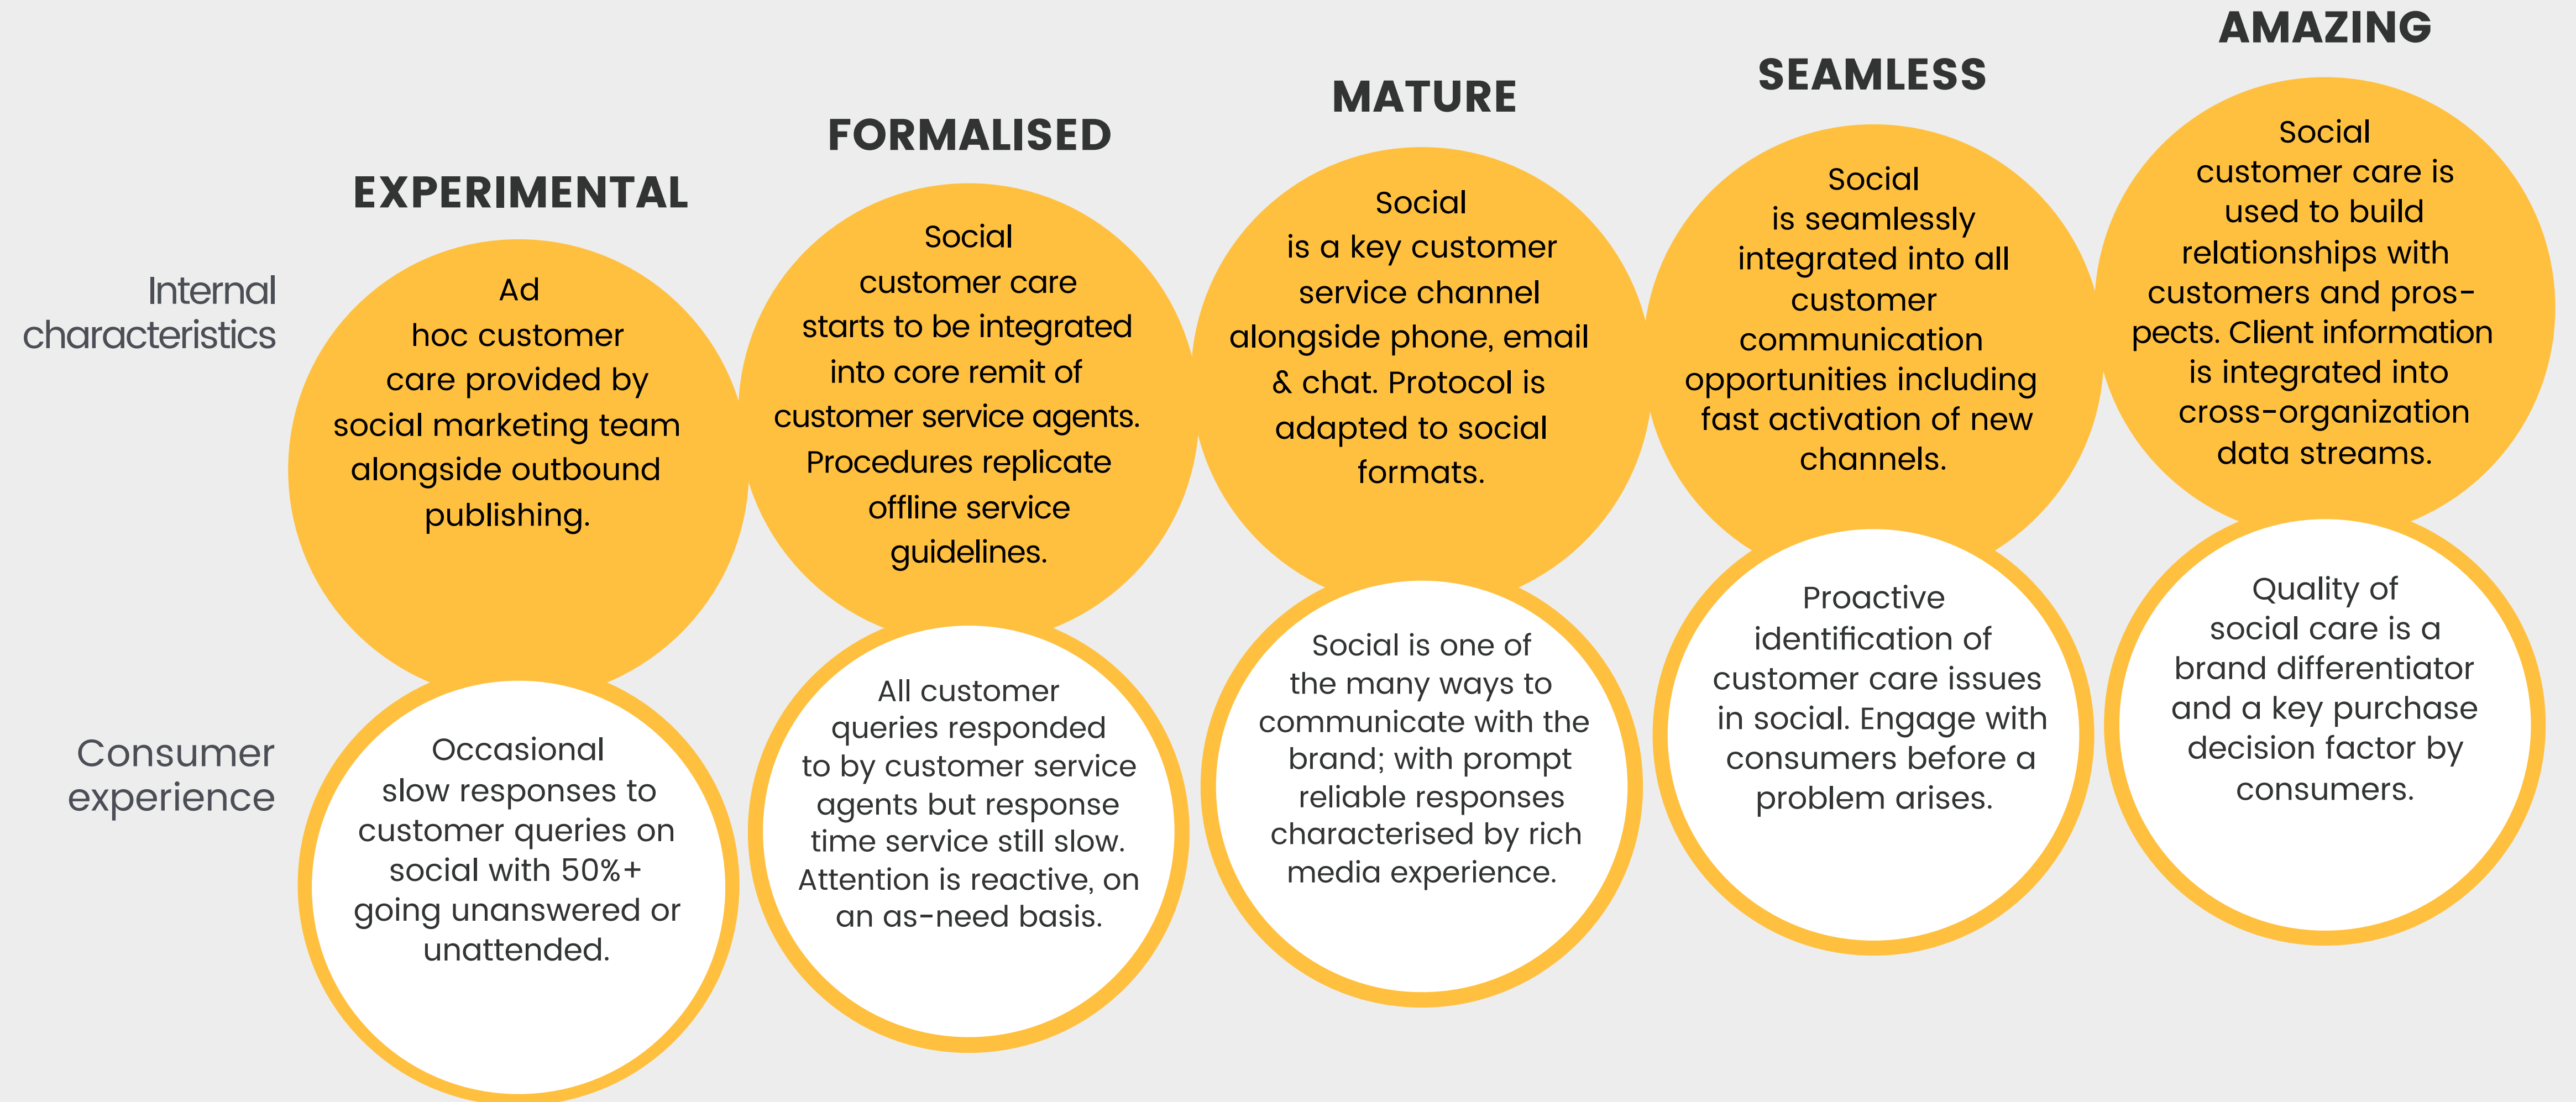 EXPERIMENTAL
FORMALISED
MATURE
SEAMLESS
AMAZING
Internal
characteristics
Ad
hoc customer
care provided by
social marketing team
alongside outbound
publishing.
Social
customer care
starts to be integrated
into core remit of
customer service agents.
Procedures replicate
offline service
guidelines.
Social
is a key customer
service channel
alongside phone, email
& chat. Protocol is
adapted to social
formats.
Social
is seamlessly
integrated into all
customer
communication
opportunities including
fast activation of new
channels.
Social
customer care is
used to build
relationships with
customers and pros-
pects. Client information
is integrated into
cross-organization
data streams.
Consumer
experience
Occasional
slow responses to
customer queries on
social with 50%+
going unanswered or
unattended.
All customer
queries responded
to by customer service
agents but response
time service still slow.
Attention is reactive, on
an as-need basis.
Social is one of
the many ways to
communicate with the
brand; with prompt
reliable responses
characterised by rich
media experience.
Proactive
identification of
customer care issues
in social. Engage with
consumers before a
problem arises.
Quality of
social care is a
brand differentiator
and a key purchase
decision factor by
consumers.